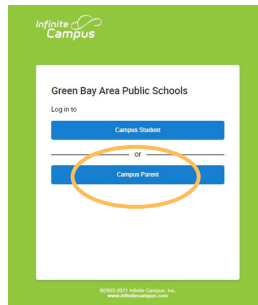 Infinite
Campus
Green Bay Area Public Schools
Log in to
Campus Student
or
Campus Parent
©2003-2021 Infinite Campus, Inc.
www.infinitecampus.com